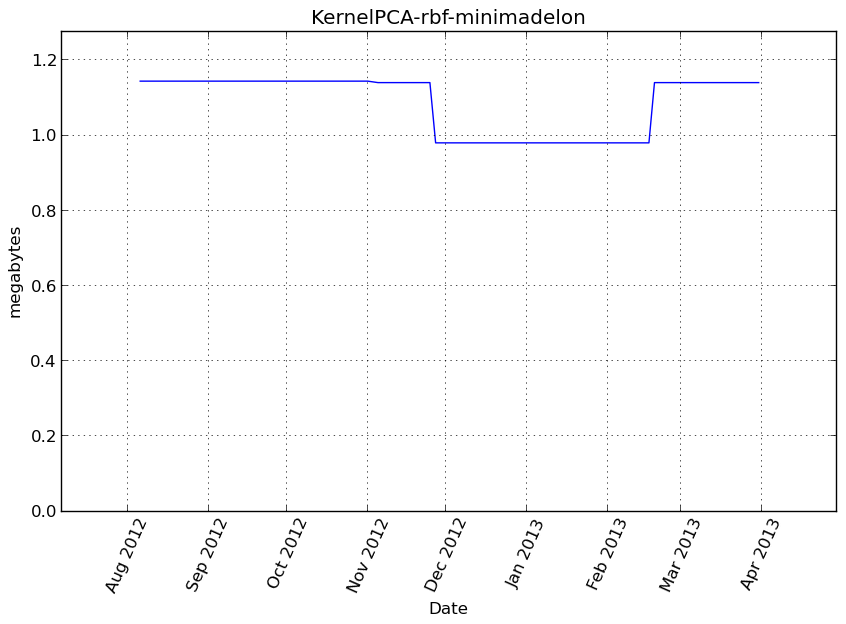 KernelPCA-rbf-minimadelon
1.2
1.0
0.8
0.6
0.4
0.2
0.0
megabytes
Aug 2012
Sep 2012
Oct 2012
Nov 2012
Dec 2012
Jan 2013
Feb 2013
Mar 2013
Apr 2013
Date